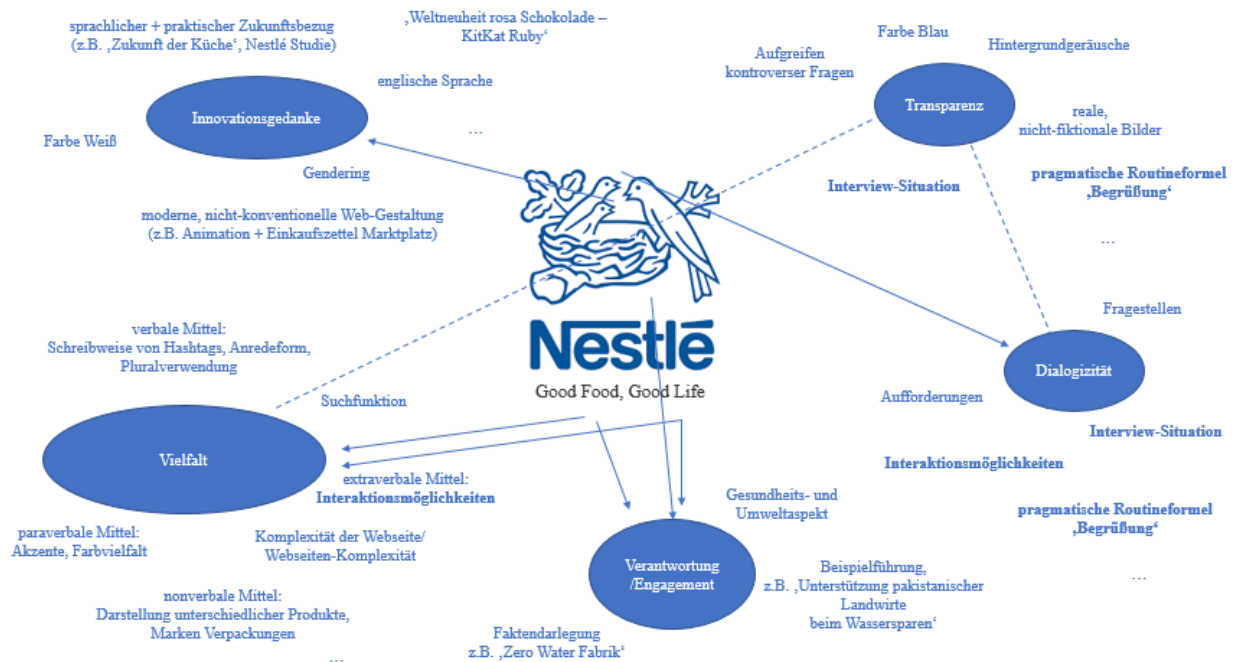 sprachlicher + praktischer Zukunftsbezug
(z.B. ‚Zukunft der Küche‘, Nestlé Studie)
‚Weltneuheit rosa Schokolade –
KitKat Ruby‘
englische Sprache
...
Innovationsgedanke
Farbe Weiß
Gendering
moderne, nicht-konventionelle Web-Gestaltung
(z.B. Animation + Einkaufszettel Marktplatz)
Farbe Blau
Hintergrundgeräusche
Aufgreifen
kontroverser Fragen
Transparenz
reale,
nicht-fiktionale Bilder
Interview-Situation
pragmatische Routineformel
‚Begrüßung‘
...
Nestlé
Good Food, Good Life
Fragestellen
Dialogizität
Aufforderungen
Interview-Situation
Interaktionsmöglichkeiten
pragmatische Routineformel
‚Begrüßung‘
...
verbale Mittel:
Schreibweise von Hashtags, Anredeform,
Pluralverwendung
Suchfunktion
Vielfalt
extraverbale Mittel:
Interaktionsmöglichkeiten
paraverbale Mittel:
Akzente, Farbvielfalt
Komplexität der Webseite/
Webseiten-Komplexität
nonverbale Mittel:
Darstellung unterschiedlicher Produkte,
Marken Verpackungen
...
Gesundheits- und
Umweltaspekt
Verantwortung
/Engagement
Beispielführung,
z.B. ‚Unterstützung pakistanischer
Landwirte
beim Wassersparen‘
Faktendarlegung
z.B. ‚Zero Water Fabrik‘